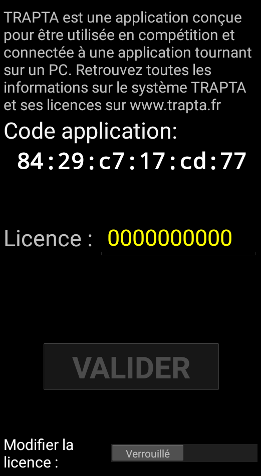 TRAPTA est une application conçue
pour être utilisée en compétition et
connectée à une application tournant
sur un PC. Retrouvez toutes les
informations sur le système TRAPTA
et ses licences sur www.trapta.fr
Code application:
84:29:c7:17:cd:77
Licence : 0000000000
VALIDER
Modifier la
licence :
Verrouillé